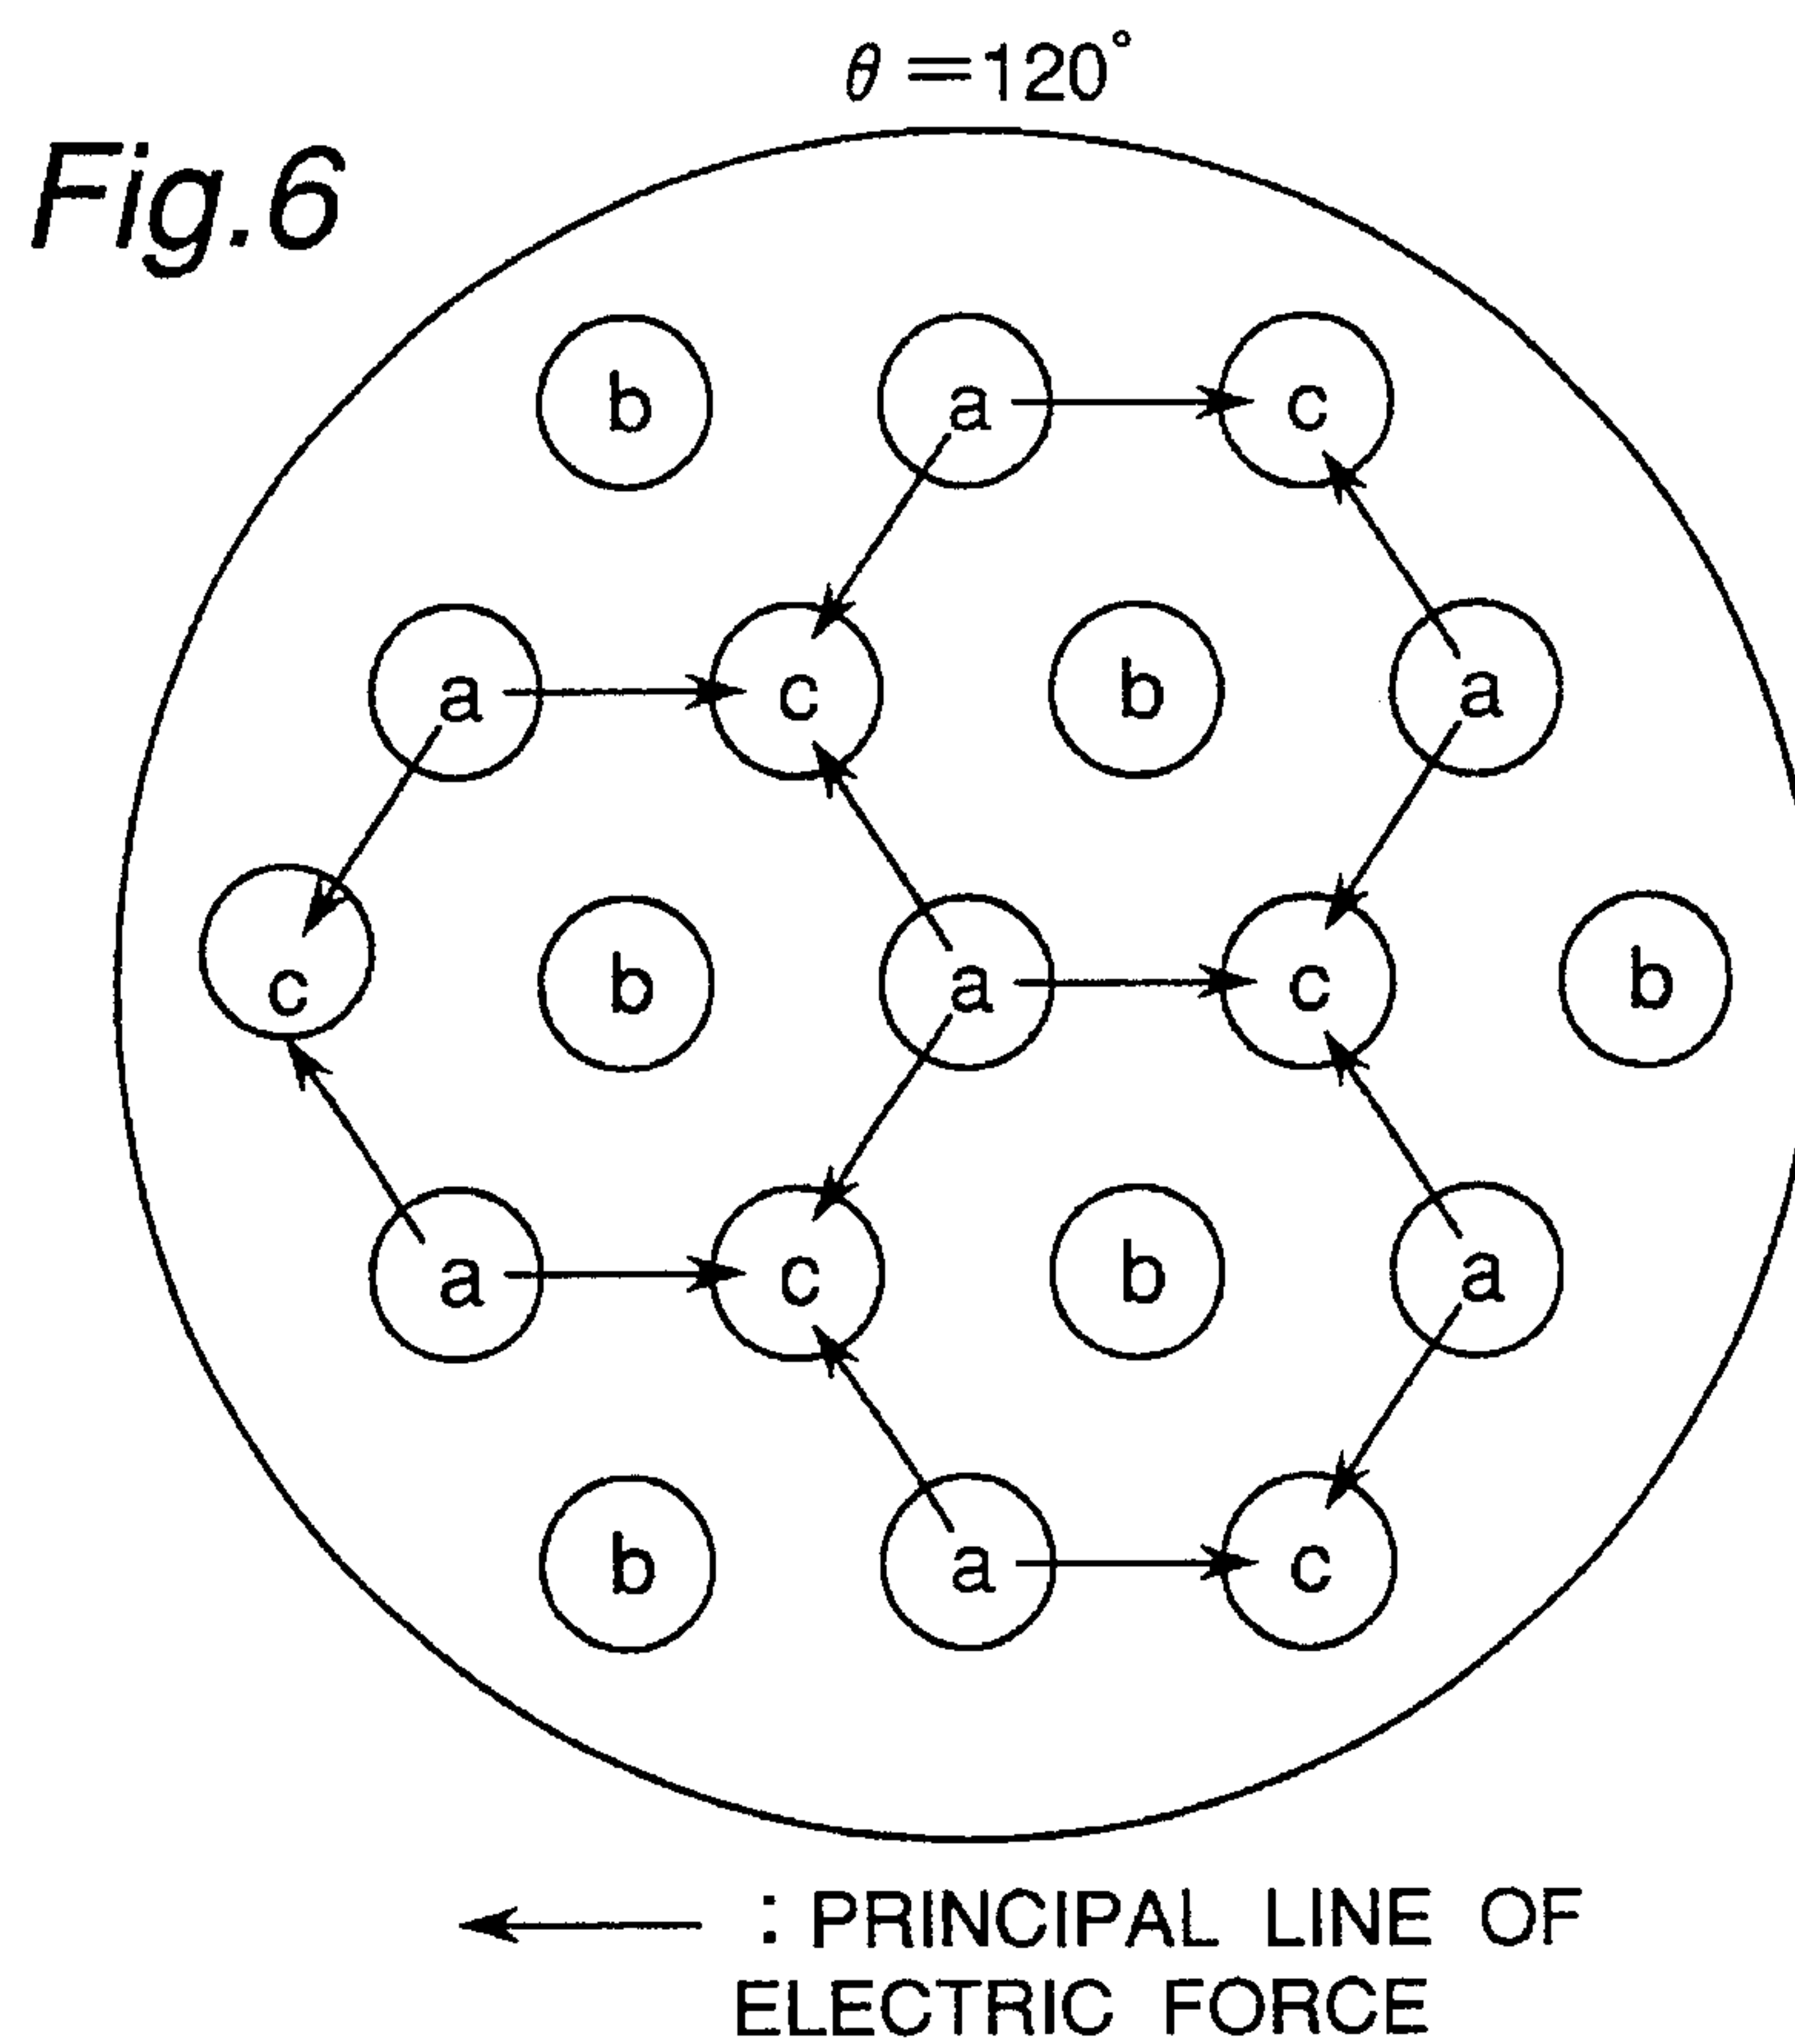 θ=120°
Fig.6
b a c
a c b a
c b a c b
a c b a
b a c
: PRINCIPAL LINE OF
ELECTRIC FORCE